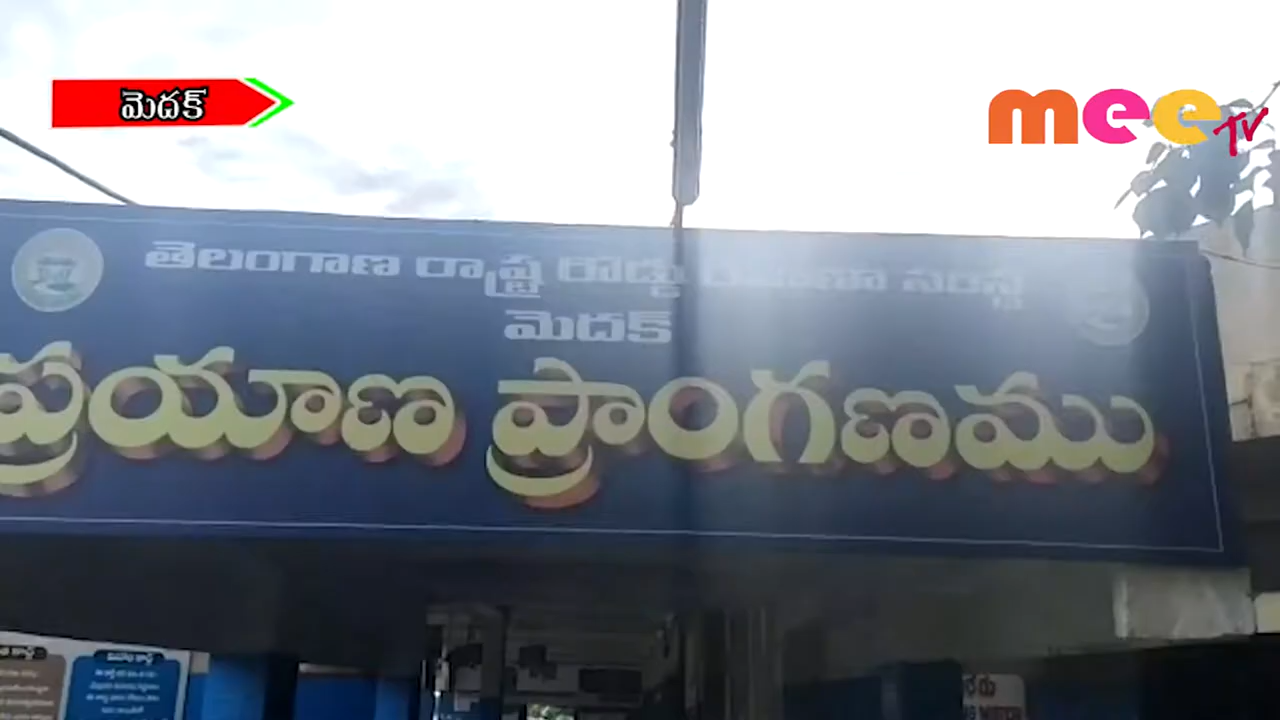 మెదక్
mee TV
తెలంగాణ రాష్ట్ర రోడ్డు రవాణా సంస్థ
మెదక్
ప్రయాణ ప్రాంగణము